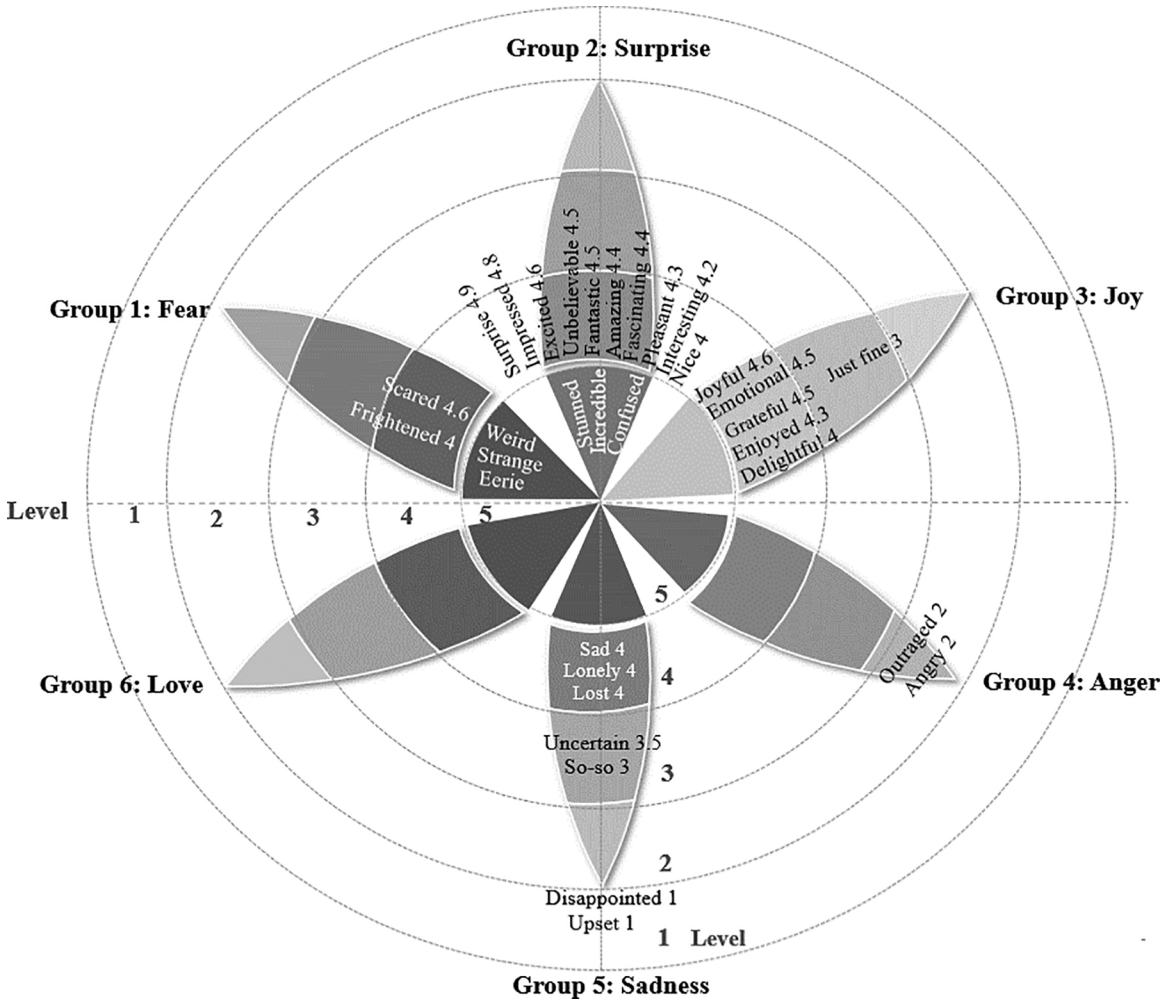 Group 2: Surprise
Group 1: Fear
Group 3: Joy
Surprise 4.9
Impressed 4.8
Excited 4.6
Unbelievable 4.5
Fantastic 4.5
Amazing 4.4
Fascinating 4.4
Pleasant 4.3
Interesting 4.2
Nice 4
Scared 4.6
Frightened 4
Weird
Strange
Eerie
Stunned
Incredible
Confused
Joyful 4.6
Emotional 4.5
Grateful 4.5
Enjoyed 4.3
Delightful 4
Just fine 3
Level 1 2 3 4 5
Group 6: Love
Group 4: Anger
Outraged 2
Angry 2
5
Sad 4
Lonely 4
Lost 4
4
Uncertain 3.5
So-so 3
3
2
Disappointed 1
Upset 1
1 Level
Group 5: Sadness